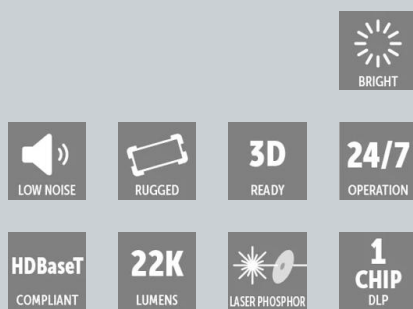 BRIGHT
LOW NOISE
RUGGED
3D
READY
24/7
OPERATION
HDBaseT
COMPLIANT
22K
LUMENS
LASER PHOSPHOR
1
CHIP
DLP